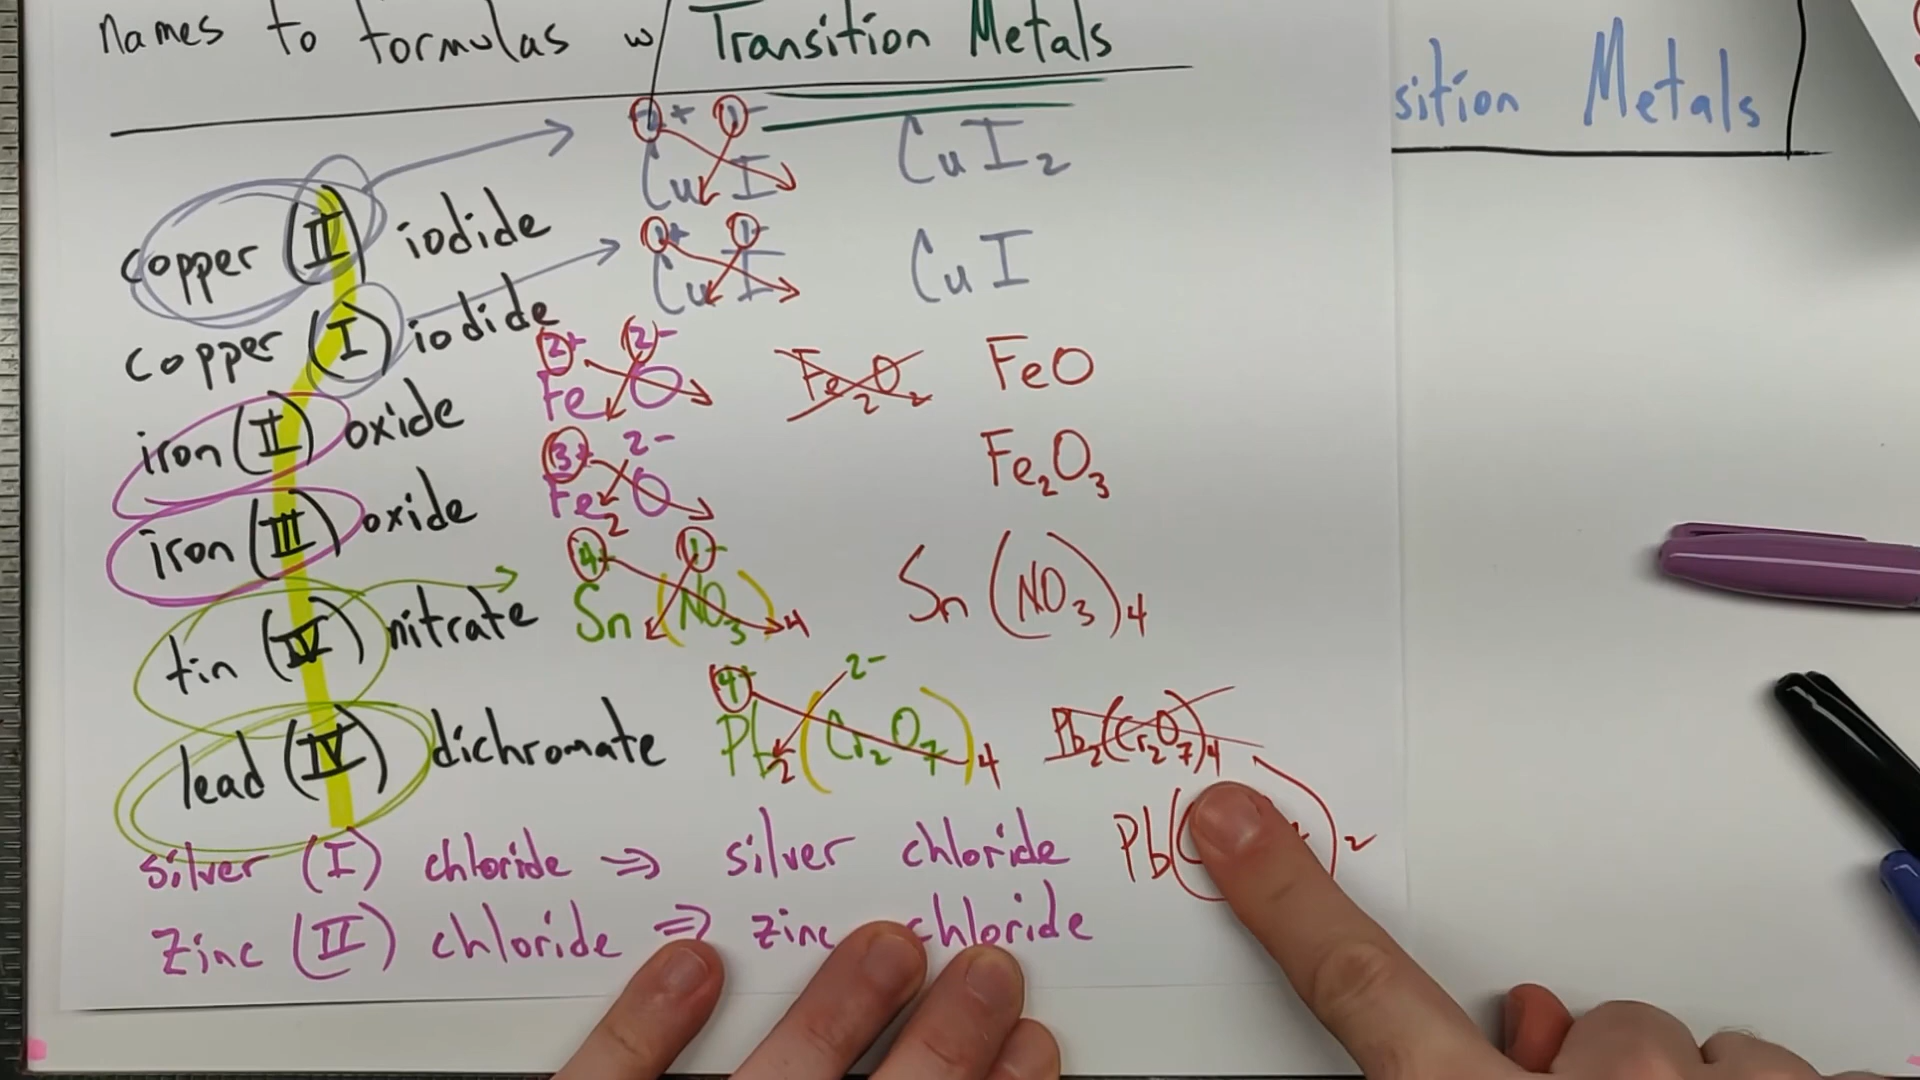 Names to formulas w/ Transition Metals
sition Metals
copper (II) iodide 2+ 1- Cu I CuI₂
copper (I) iodide 1+ 1- Cu I CuI
iron (II) oxide 2+ 2- Fe O Fe₂O₂ FeO
iron (III) oxide 3+ 2- Fe₂ O Fe₂O₃
tin (IV) nitrate 4+ 1- Sn (NO₃)₄ Sn(NO₃)₄
lead (IV) dichromate 4+ 2- Pb₂(Cr₂O₇)₄ Pb₂(Cr₂O₇)₄
Pb( )₂
silver (I) chloride ⇒ silver chloride
Zinc (II) chloride ⇒ zinc chloride